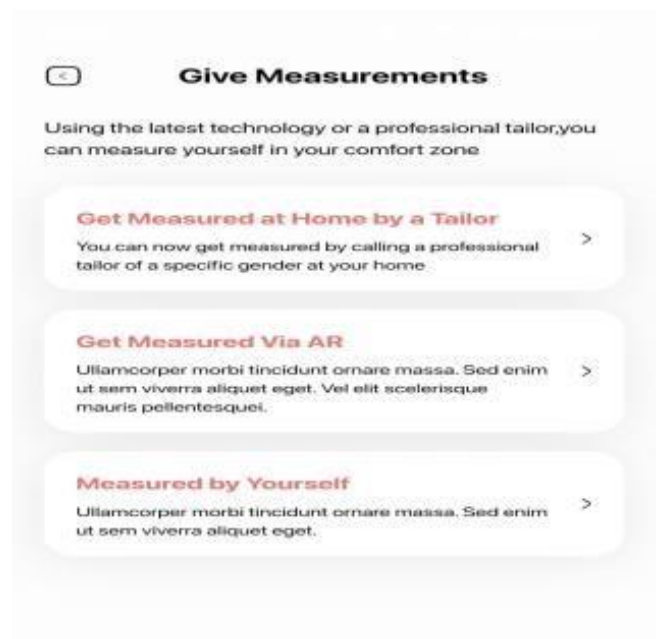 Give Measurements
Using the latest technology or a professional tailor,you
can measure yourself in your comfort zone
Get Measured at Home by a Tailor
You can now get measured by calling a professional
tailor of a specific gender at your home
Get Measured Via AR
Ullamcorper morbi tincidunt ornare massa. Sed enim
ut sem viverra aliquet eget. Vel elit scelerisque
mauris pellentesquei.
Measured by Yourself
Ullamcorper morbi tincidunt ornare massa. Sed enim
ut sem viverra aliquet eget.